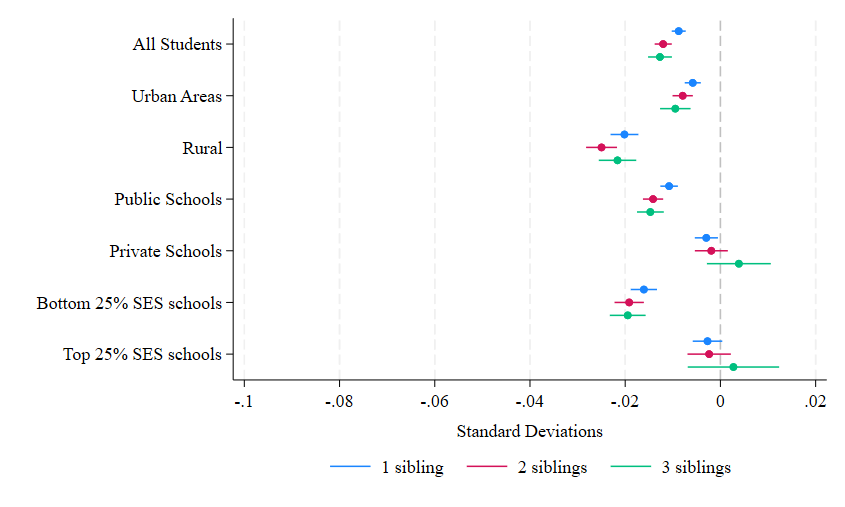 All Students
Urban Areas
Rural
Public Schools
Private Schools
Bottom 25% SES schools
Top 25% SES schools
-.1 -.08 -.06 -.04 -.02 0 .02
Standard Deviations
1 sibling 2 siblings 3 siblings